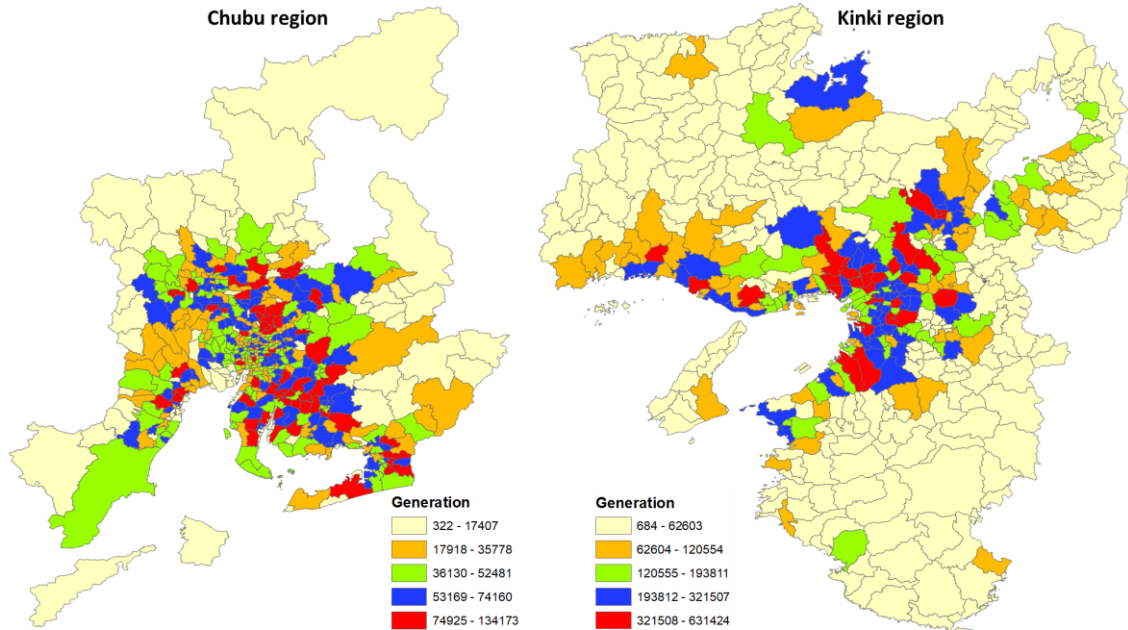 Chubu region
Kinki region
Generation
322 - 17407
17918 - 35778
36130 - 52481
53169 - 74160
74925 - 134173
Generation
684 - 62603
62604 - 120554
120555 - 193811
193812 - 321507
321508 - 631424